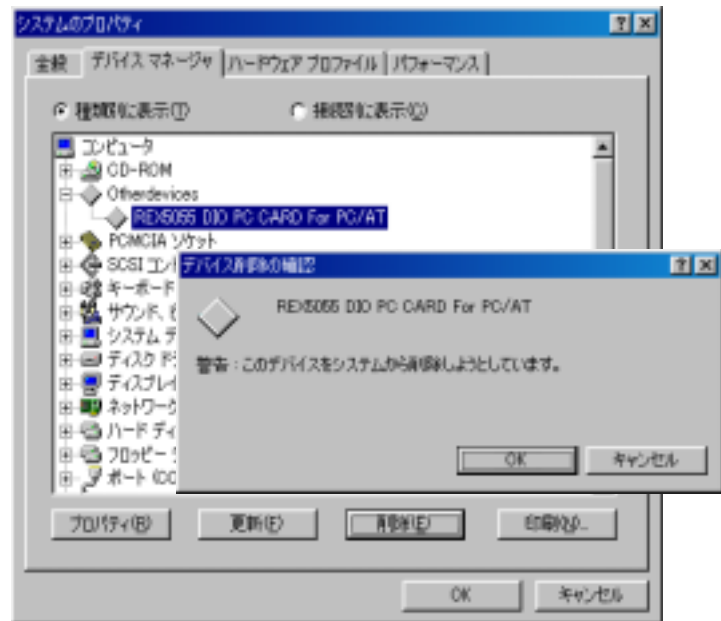 システムのプロパティ
全般 デバイス マネージャ ハードウェア プロファイル パフォーマンス
種類別に表示(T) 接続別に表示(C)
コンピュータ
CD-ROM
Otherdevices
REX5055 DIO PC CARD For PC/AT
PCMCIA ソケット
SCSI コント
キーボード
サウンド、
システム デ
ディスク ド
ディスプレイ
ネットワーク
ハード ディ
フロッピー
ポート (CO
デバイス削除の確認
REX5055 DIO PC CARD For PC/AT
警告 : このデバイスをシステムから削除しようとしています。
OK キャンセル
プロパティ(R) 更新(F) 削除(E) 印刷(N)...
OK キャンセル